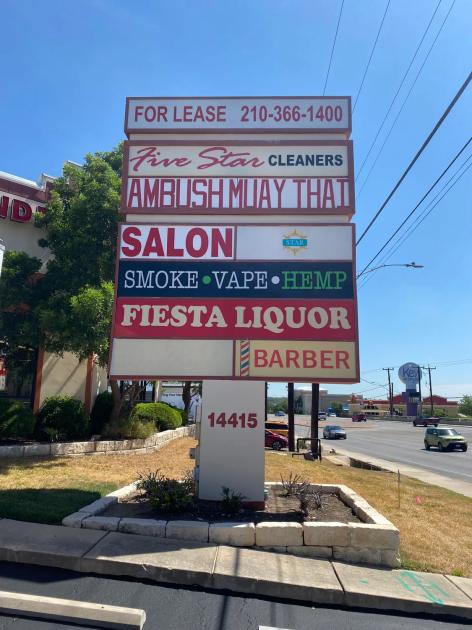 FOR LEASE 210-366-1400
Five Star CLEANERS
AMBUSH MUAY THAI
SALON STAR
SMOKE • VAPE • HEMP
FIESTA LIQUOR
BARBER
14415